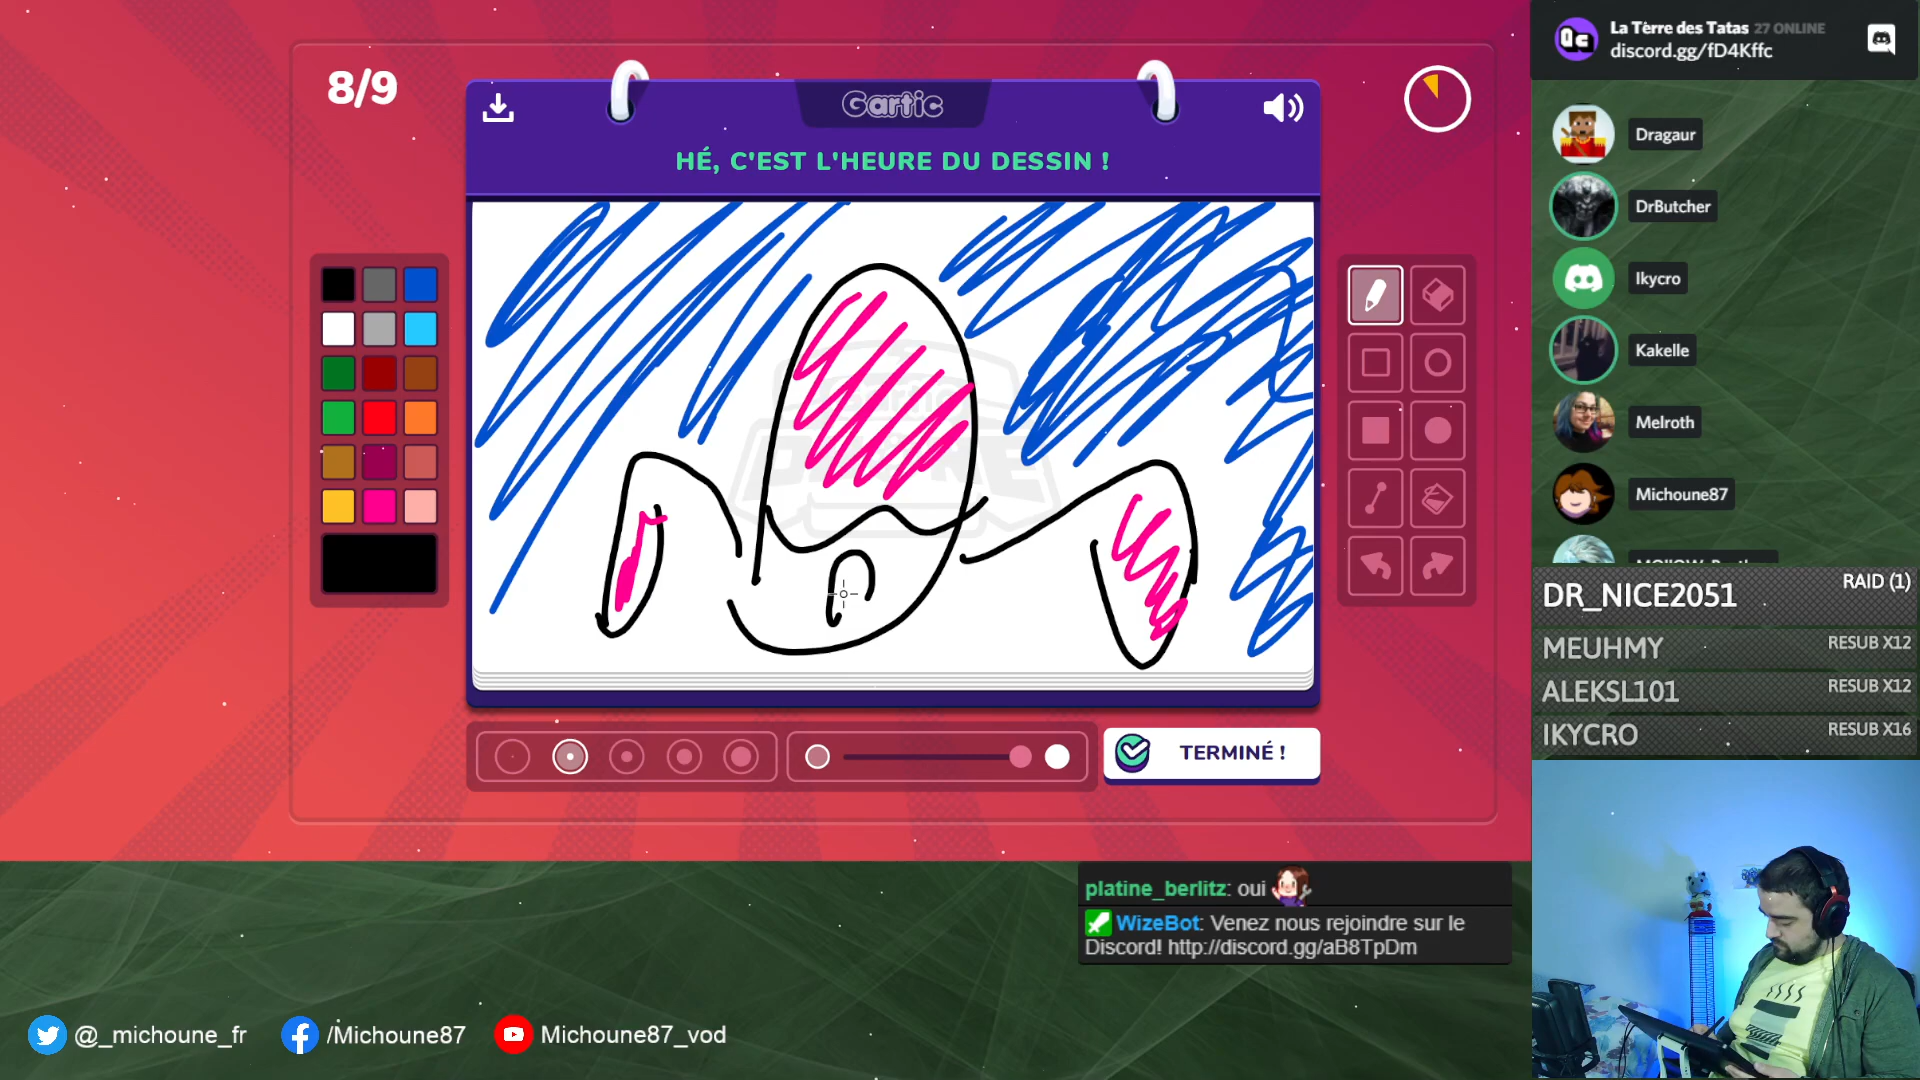 8/9
Gartic
HÉ, C'EST L'HEURE DU DESSIN !
TERMINÉ !
La Terre des Tatas 27 ONLINE
discord.gg/fD4Kffc
Dragaur
DrButcher
Ikycro
Kakelle
Melroth
Michoune87
DR_NICE2051 RAID (1)
MEUHMY RESUB X12
ALEKSL101 RESUB X12
IKYCRO RESUB X16
platine_berlitz: oui
WizeBot: Venez nous rejoindre sur le
Discord! http://discord.gg/aB8TpDm
@_michoune_fr /Michoune87 Michoune87_vod